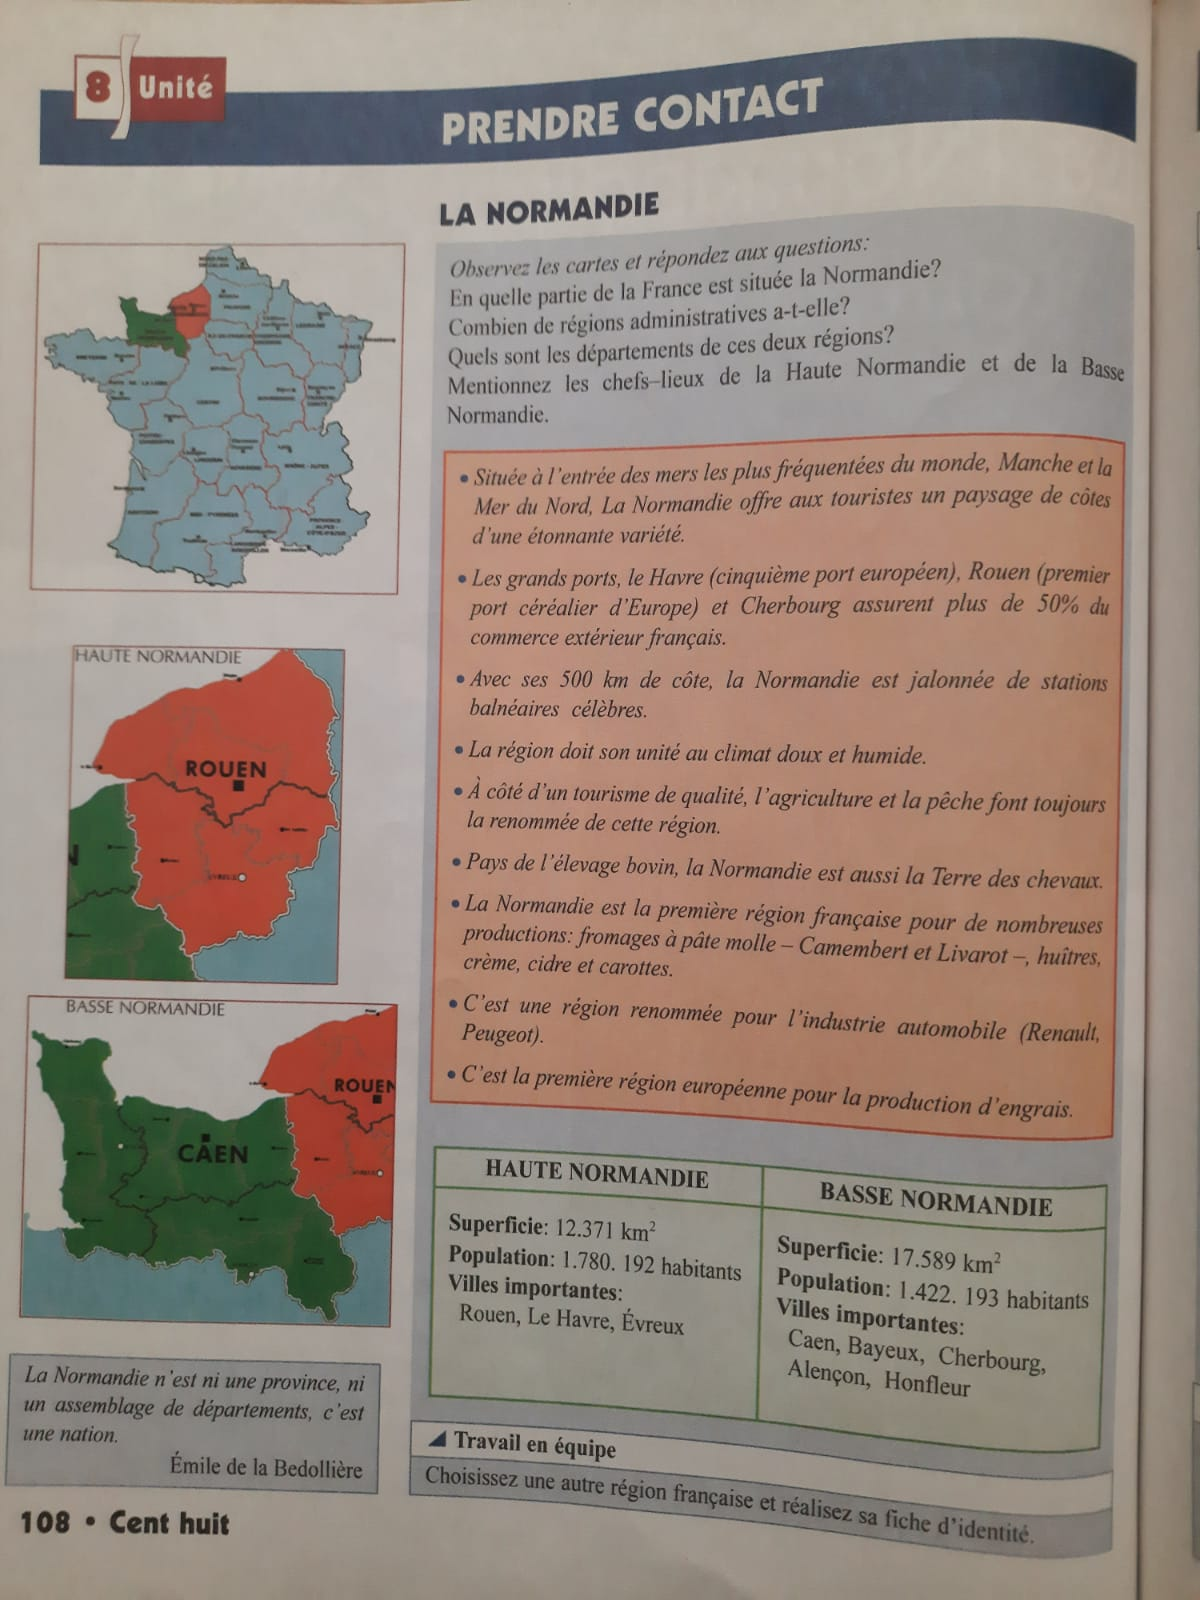 8 Unité
PRENDRE CONTACT
LA NORMANDIE
Observez les cartes et répondez aux questions:
En quelle partie de la France est située la Normandie?
Combien de régions administratives a-t-elle?
Quels sont les départements de ces deux régions?
Mentionnez les chefs–lieux de la Haute Normandie et de la Basse
Normandie.
• Située à l'entrée des mers les plus fréquentées du monde, Manche et la
Mer du Nord, La Normandie offre aux touristes un paysage de côtes
d'une étonnante variété.
• Les grands ports, le Havre (cinquième port européen), Rouen (premier
port céréalier d'Europe) et Cherbourg assurent plus de 50% du
commerce extérieur français.
• Avec ses 500 km de côte, la Normandie est jalonnée de stations
balnéaires célèbres.
• La région doit son unité au climat doux et humide.
• À côté d'un tourisme de qualité, l'agriculture et la pêche font toujours
la renommée de cette région.
• Pays de l'élevage bovin, la Normandie est aussi la Terre des chevaux.
• La Normandie est la première région française pour de nombreuses
productions: fromages à pâte molle – Camembert et Livarot –, huîtres,
crème, cidre et carottes.
• C'est une région renommée pour l'industrie automobile (Renault,
Peugeot).
• C'est la première région européenne pour la production d'engrais.
HAUTE NORMANDIE
ROUEN
N
BASSE NORMANDIE
ROUEN
CAEN
HAUTE NORMANDIE
Superficie: 12.371 km²
Population: 1.780. 192 habitants
Villes importantes:
Rouen, Le Havre, Évreux
BASSE NORMANDIE
Superficie: 17.589 km²
Population: 1.422. 193 habitants
Villes importantes:
Caen, Bayeux, Cherbourg,
Alençon, Honfleur
La Normandie n'est ni une province, ni
un assemblage de départements, c'est
une nation.
Émile de la Bedollière
Travail en équipe
Choisissez une autre région française et réalisez sa fiche d'identité.
108 • Cent huit